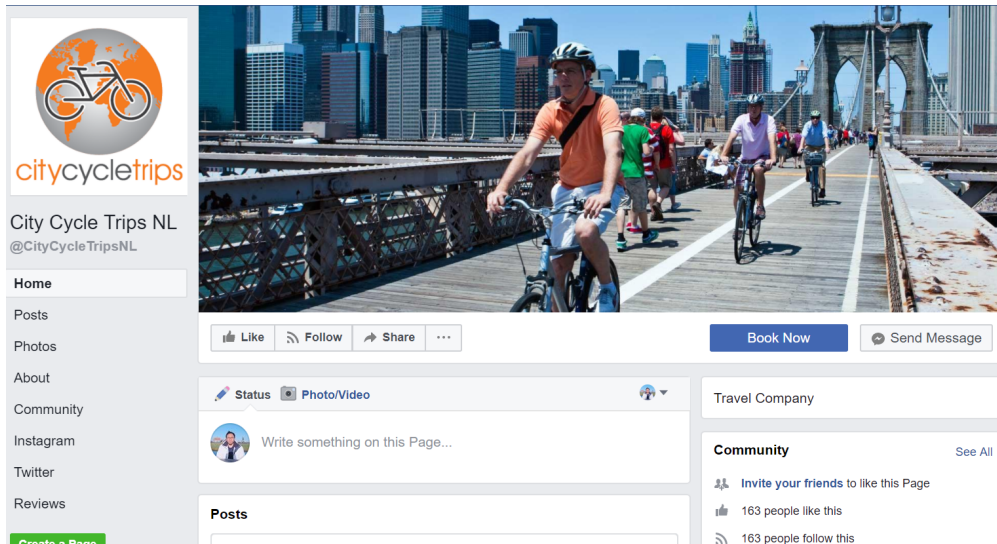 citycycletrips
City Cycle Trips NL
@CityCycleTripsNL
Home
Posts
Photos
About
Community
Instagram
Twitter
Reviews
Create a Page
Like
Follow
Share
...
Book Now
Send Message
Status
Photo/Video
Write something on this Page...
Posts
Travel Company
Community
See All
Invite your friends to like this Page
163 people like this
163 people follow this